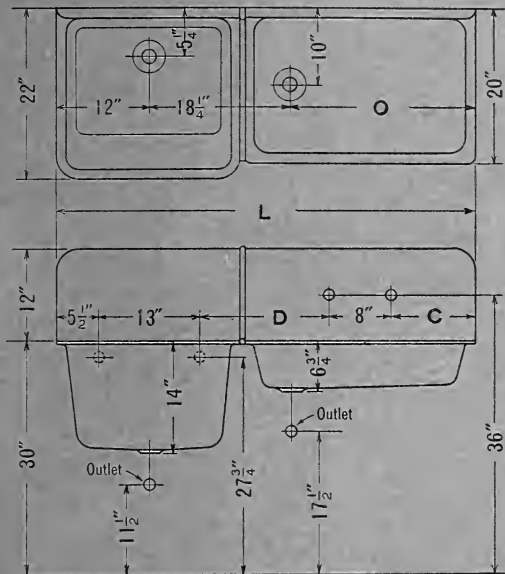 5 1/4"
10"
22"
20"
12" 18 1/4" O
L
12"
5 1/2" 13" D 8" C
6 3/4"
14"
Outlet
36"
30"
27 3/4"
Outlet
17 1/2"
11 1/2"